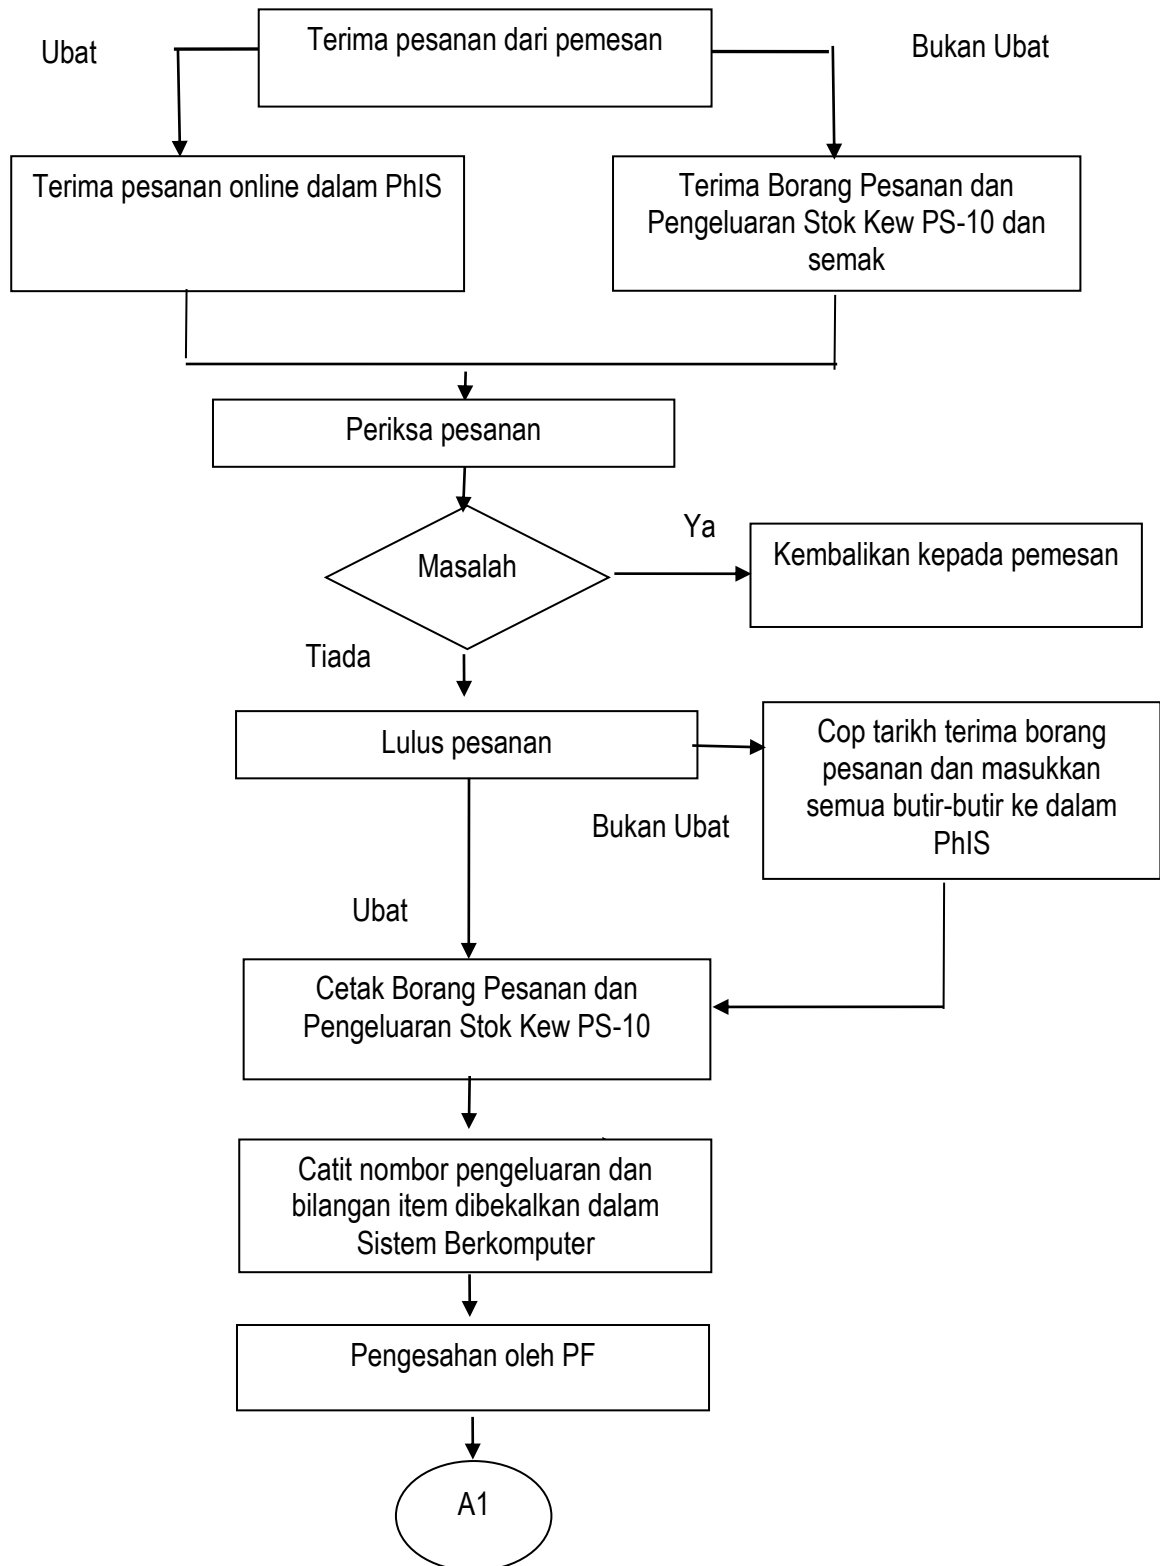 Terima pesanan dari pemesan
Ubat
Bukan Ubat
Terima pesanan online dalam PhIS
Terima Borang Pesanan dan
Pengeluaran Stok Kew PS-10 dan
semak
Periksa pesanan
Masalah
Ya
Kembalikan kepada pemesan
Tiada
Lulus pesanan
Cop tarikh terima borang
pesanan dan masukkan
semua butir-butir ke dalam
PhIS
Bukan Ubat
Ubat
Cetak Borang Pesanan dan
Pengeluaran Stok Kew PS-10
Catit nombor pengeluaran dan
bilangan item dibekalkan dalam
Sistem Berkomputer
Pengesahan oleh PF
A1